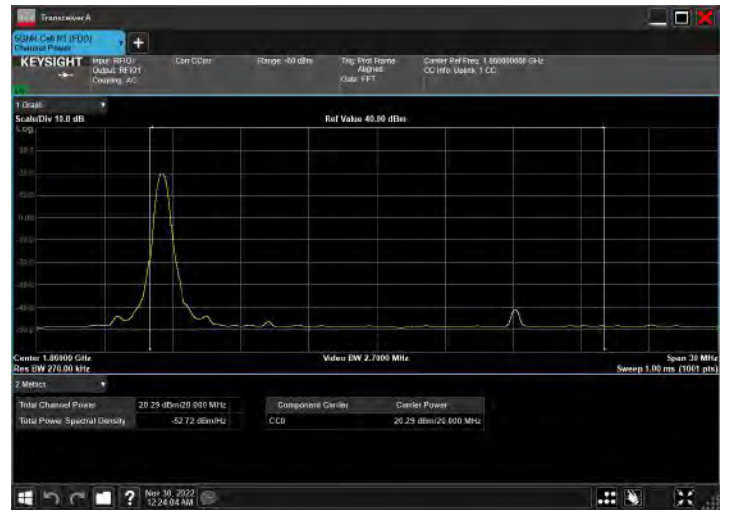 Transceiver A
5GNR-Cell N1 (FDD)
Channel Power
KEYSIGHT
Output: RFIO1
Coupling: AC
Corr CCorr
Range: -60 dBm
Aligned
Gate: FFT
Center Ref Freq: 1.860000000 GHz
CC Info: Uplink, 1 CC
1 Graph
Scale/Div 10.0 dB
Ref Value 40.00 dBm
Log
Center 1.86000 GHz
Video BW 2.7000 MHz
Span 30 MHz
Res BW 270.00 kHz
Sweep 1.00 ms (1001 pts)
2 Metrics
Total Channel Power
20.29 dBm/20.000 MHz
Component Carrier
Carrier Power
Total Power Spectral Density
-52.72 dBm/Hz
CC0
20.29 dBm/20.000 MHz
?
Nov 30, 2022
12:24:04 AM